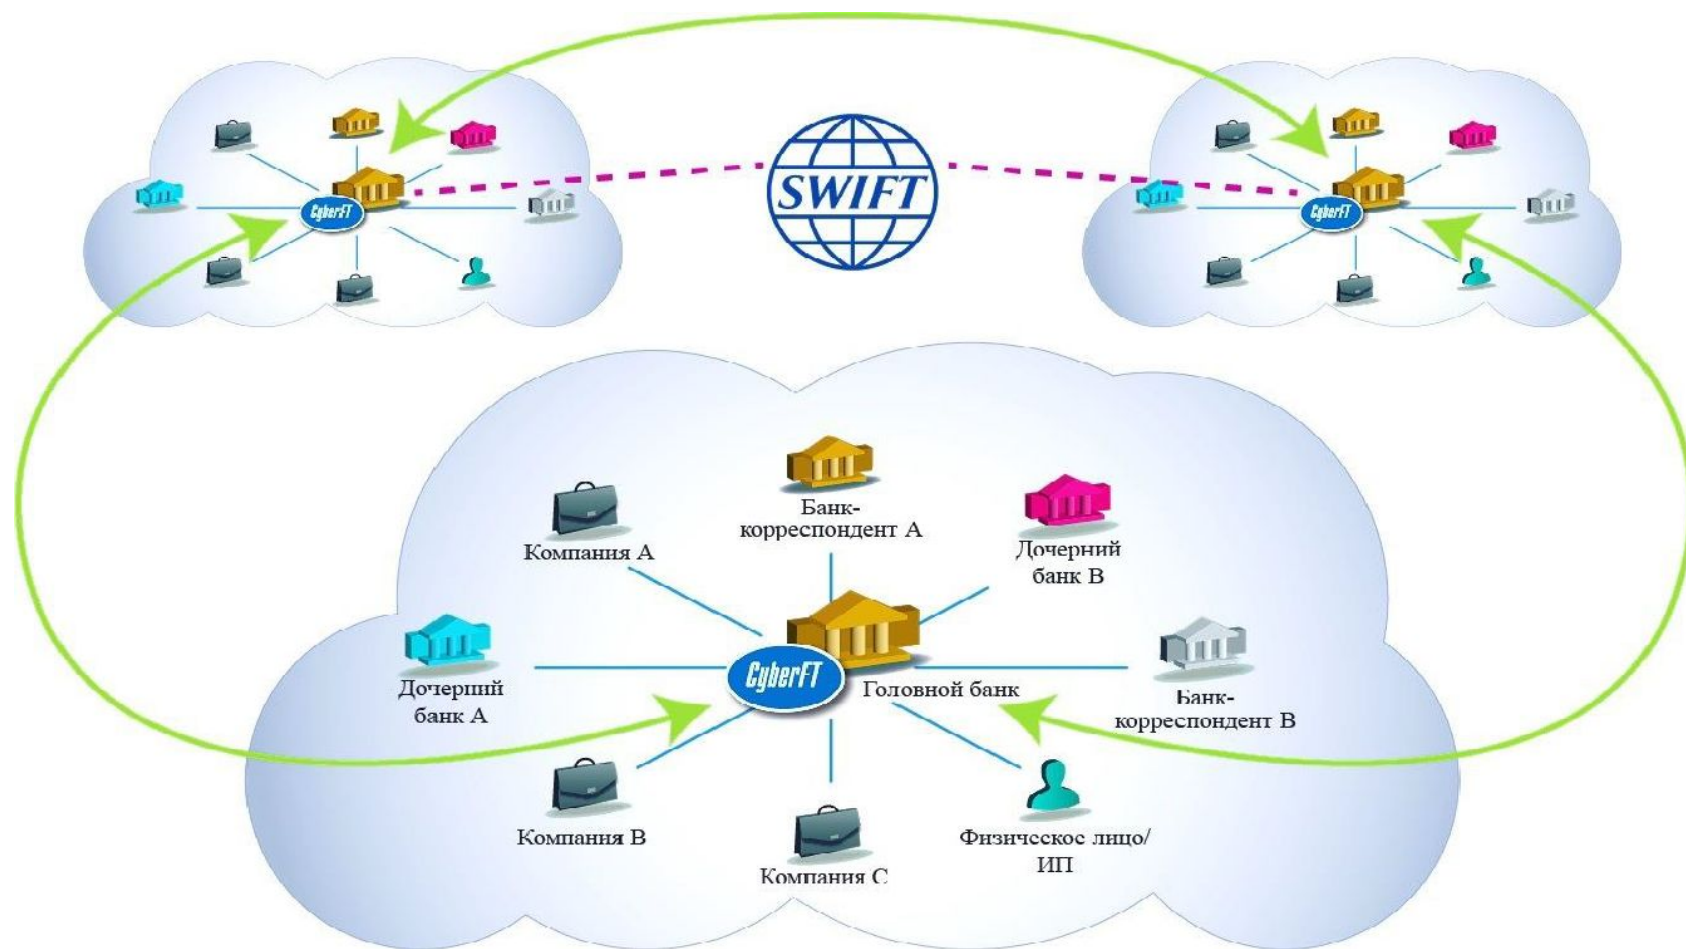 SWIFT
CyberFT
CyberFT
Банк-
корреспондент А
Компания А
Дочерний
банк В
Дочерний
банк А
CyberFT
Головной банк
Банк-
корреспондент В
Компания В
Физическое лицо/
ИП
Компания С